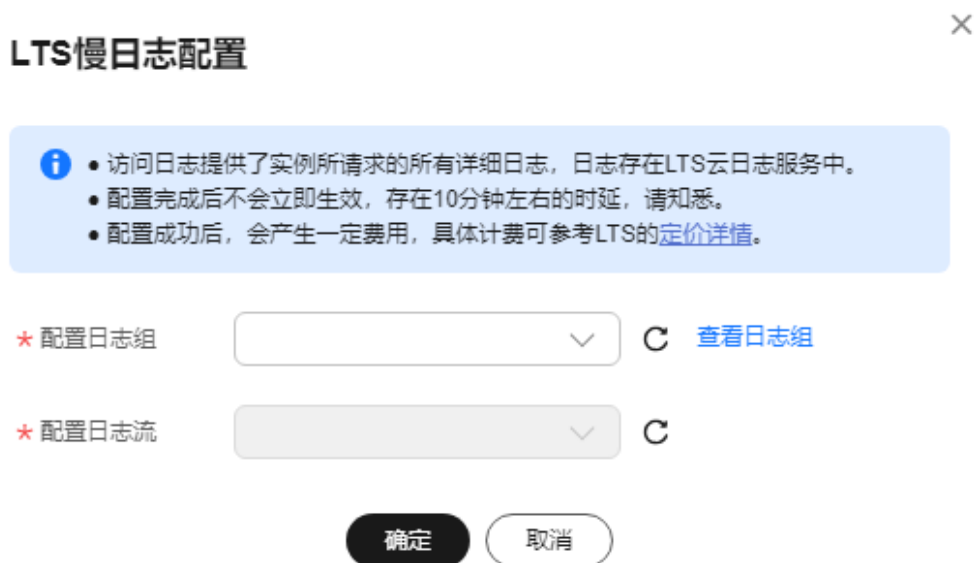 LTS慢日志配置
● 访问日志提供了实例所请求的所有详细日志，日志存在LTS云日志服务中。
● 配置完成后不会立即生效，存在10分钟左右的时延，请知悉。
● 配置成功后，会产生一定费用，具体计费可参考LTS的定价详情。
* 配置日志组 查看日志组
* 配置日志流
确定 取消